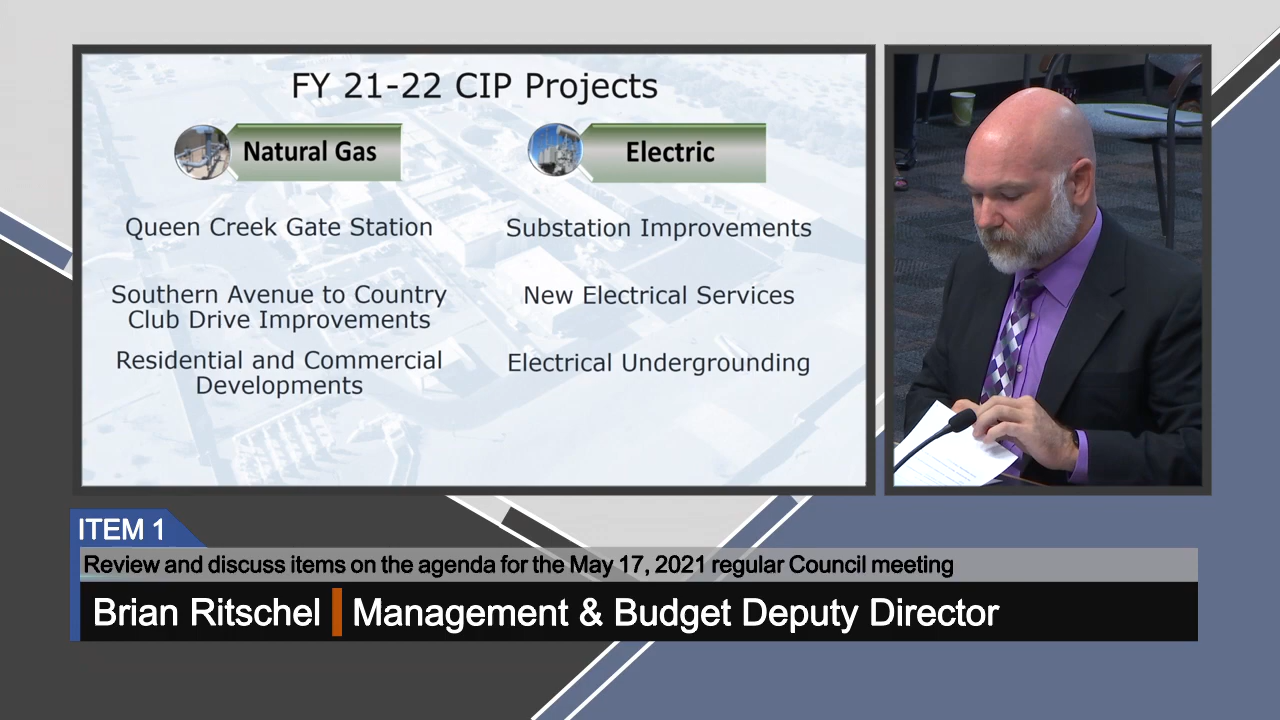 FY 21-22 CIP Projects
Natural Gas
Queen Creek Gate Station
Southern Avenue to Country
Club Drive Improvements
Residential and Commercial
Developments
Electric
Substation Improvements
New Electrical Services
Electrical Undergrounding
ITEM 1
Review and discuss items on the agenda for the May 17, 2021 regular Council meeting
Brian Ritschel
Management & Budget Deputy Director